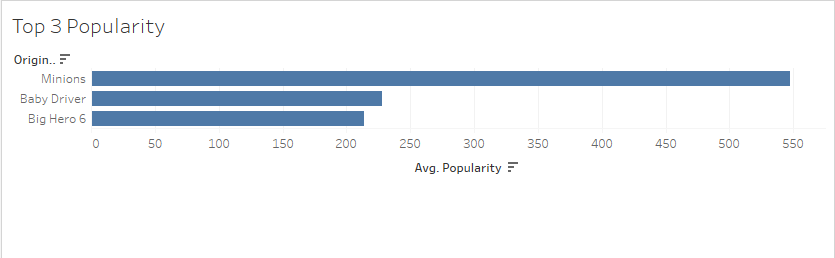 Top 3 Popularity
Origin..
Minions
Baby Driver
Big Hero 6
0 50 100 150 200 250 300 350 400 450 500 550
Avg. Popularity